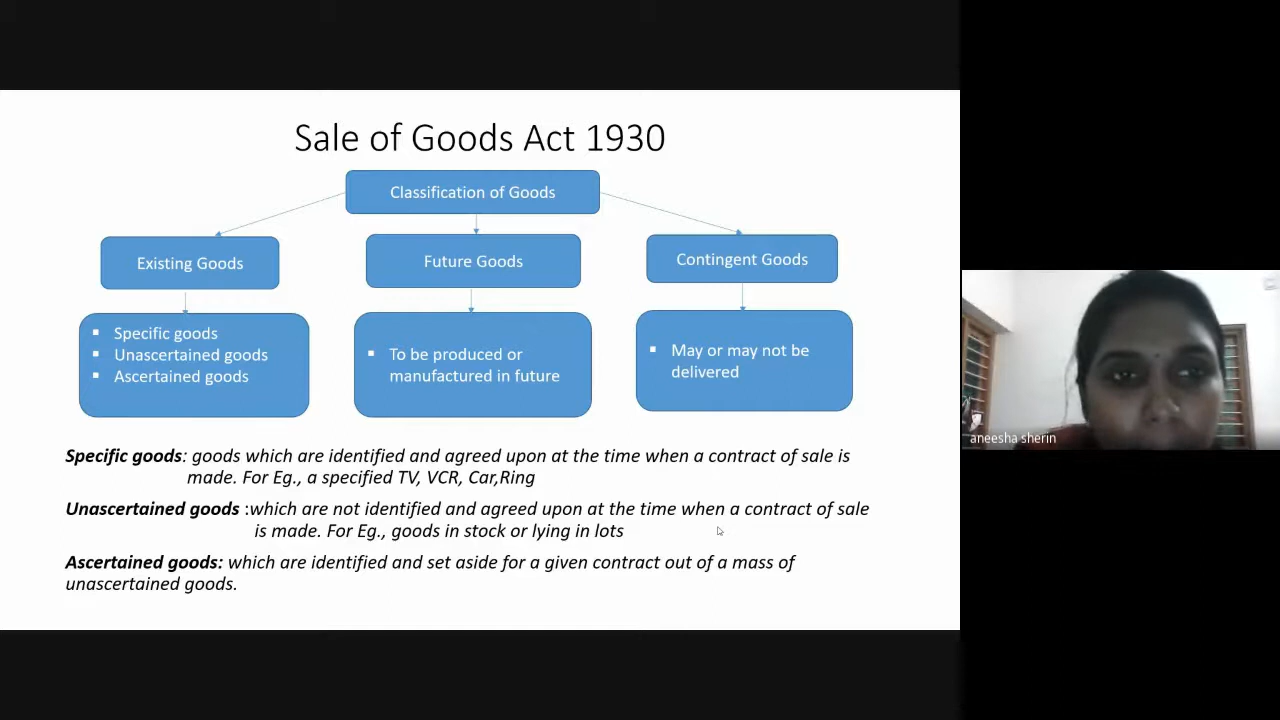 Sale of Goods Act 1930
Classification of Goods
Existing Goods
Future Goods
Contingent Goods
▪ Specific goods
▪ Unascertained goods
▪ Ascertained goods
▪ To be produced or
manufactured in future
▪ May or may not be
delivered
Specific goods: goods which are identified and agreed upon at the time when a contract of sale is
made. For Eg., a specified TV, VCR, Car,Ring
Unascertained goods :which are not identified and agreed upon at the time when a contract of sale
is made. For Eg., goods in stock or lying in lots
Ascertained goods: which are identified and set aside for a given contract out of a mass of
unascertained goods.
aneesha sherin